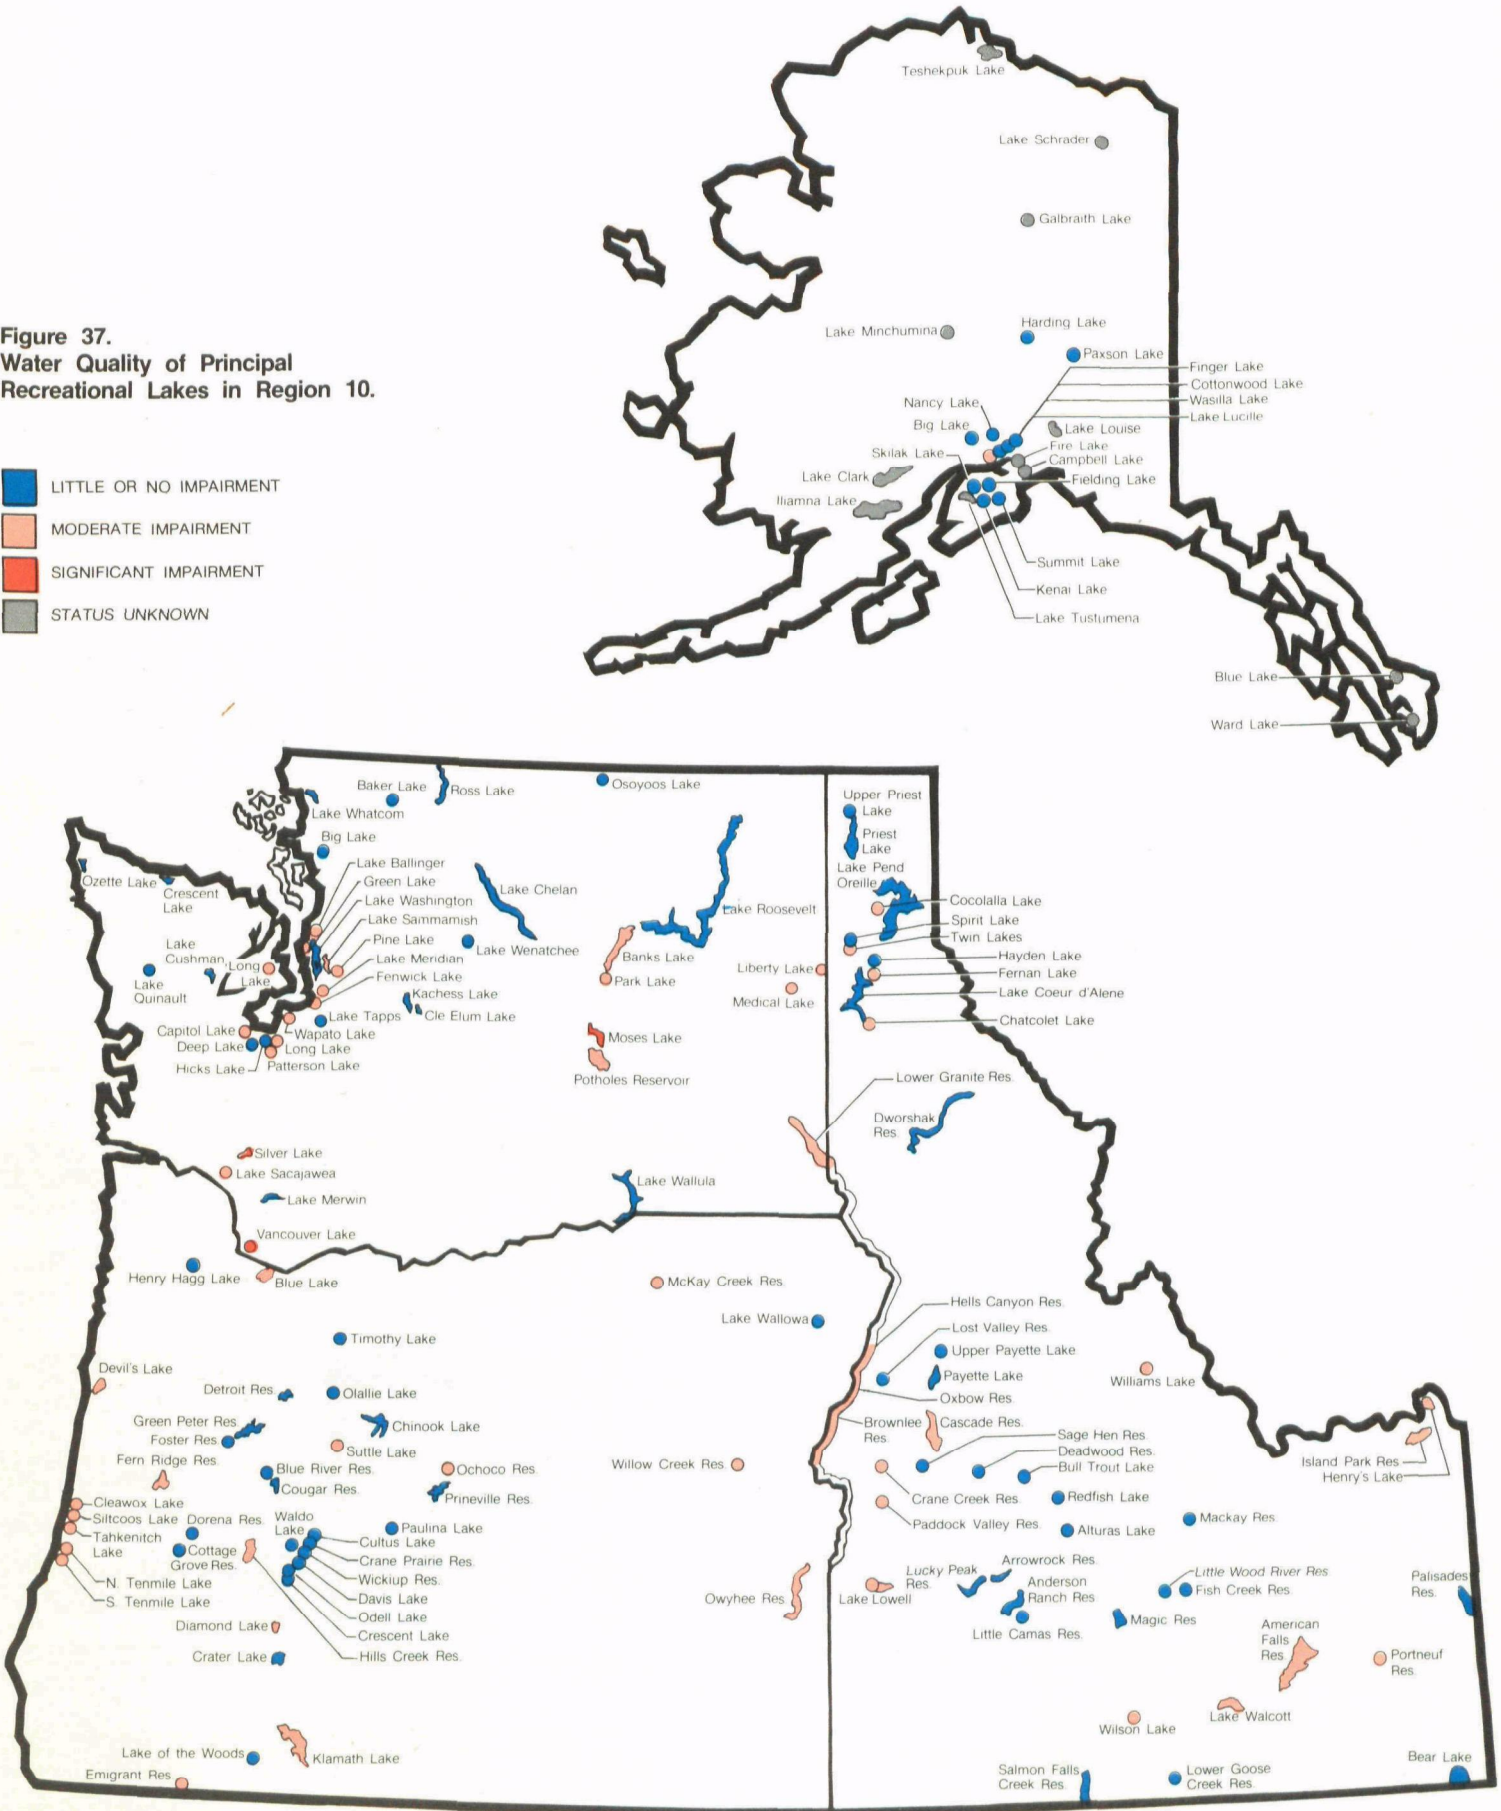 Figure 37.
Water Quality of Principal
Recreational Lakes in Region 10.
LITTLE OR NO IMPAIRMENT
MODERATE IMPAIRMENT
SIGNIFICANT IMPAIRMENT
STATUS UNKNOWN
Teshekpuk Lake
Lake Schrader
Galbraith Lake
Lake Minchumina
Harding Lake
Paxson Lake
Finger Lake
Cottonwood Lake
Wasilla Lake
Lake Lucille
Nancy Lake
Big Lake
Lake Louise
Skilak Lake
Fire Lake
Campbell Lake
Lake Clark
Fielding Lake
Iliamna Lake
Summit Lake
Kenai Lake
Lake Tustumena
Blue Lake
Ward Lake
Baker Lake
Ross Lake
Osoyoos Lake
Lake Whatcom
Big Lake
Ozette Lake
Crescent
Lake
Lake Ballinger
Green Lake
Lake Washington
Lake Sammamish
Pine Lake
Lake Meridian
Fenwick Lake
Lake Chelan
Lake Wenatchee
Lake Roosevelt
Banks Lake
Park Lake
Liberty Lake
Medical Lake
Lake
Cushman
Long
Lake
Lake
Quinault
Kachess Lake
Cle Elum Lake
Lake Tapps
Capitol Lake
Wapato Lake
Deep Lake
Long Lake
Hicks Lake
Patterson Lake
Moses Lake
Potholes Reservoir
Silver Lake
Lake Sacajawea
Lake Merwin
Lake Wallula
Vancouver Lake
Upper Priest
Lake
Priest
Lake
Lake Pend
Oreille
Cocolalla Lake
Spirit Lake
Twin Lakes
Hayden Lake
Fernan Lake
Lake Coeur d'Alene
Chatcolet Lake
Lower Granite Res.
Dworshak
Res.
Henry Hagg Lake
Blue Lake
McKay Creek Res.
Lake Wallowa
Timothy Lake
Devil's Lake
Detroit Res.
Olallie Lake
Green Peter Res.
Chinook Lake
Foster Res.
Suttle Lake
Fern Ridge Res.
Blue River Res.
Cougar Res.
Ochoco Res.
Prineville Res.
Willow Creek Res.
Cleawox Lake
Siltcoos Lake
Dorena Res.
Waldo
Lake
Paulina Lake
Tahkenitch
Lake
Cottage
Grove Res.
Cultus Lake
Crane Prairie Res.
Wickiup Res.
Davis Lake
Odell Lake
Crescent Lake
Hills Creek Res.
N. Tenmile Lake
S. Tenmile Lake
Diamond Lake
Crater Lake
Owyhee Res.
Lake of the Woods
Klamath Lake
Emigrant Res.
Hells Canyon Res.
Lost Valley Res.
Upper Payette Lake
Payette Lake
Williams Lake
Oxbow Res.
Brownlee
Res.
Cascade Res.
Sage Hen Res.
Deadwood Res.
Bull Trout Lake
Island Park Res
Henry's Lake
Crane Creek Res.
Redfish Lake
Paddock Valley Res.
Alturas Lake
Mackay Res.
Lucky Peak
Res.
Arrowrock Res.
Lake Lowell
Anderson
Ranch Res
Little Wood River Res
Fish Creek Res.
Palisades
Res.
Little Camas Res.
Magic Res
American
Falls
Res.
Portneuf
Res.
Wilson Lake
Lake Walcott
Salmon Falls
Creek Res.
Lower Goose
Creek Res.
Bear Lake